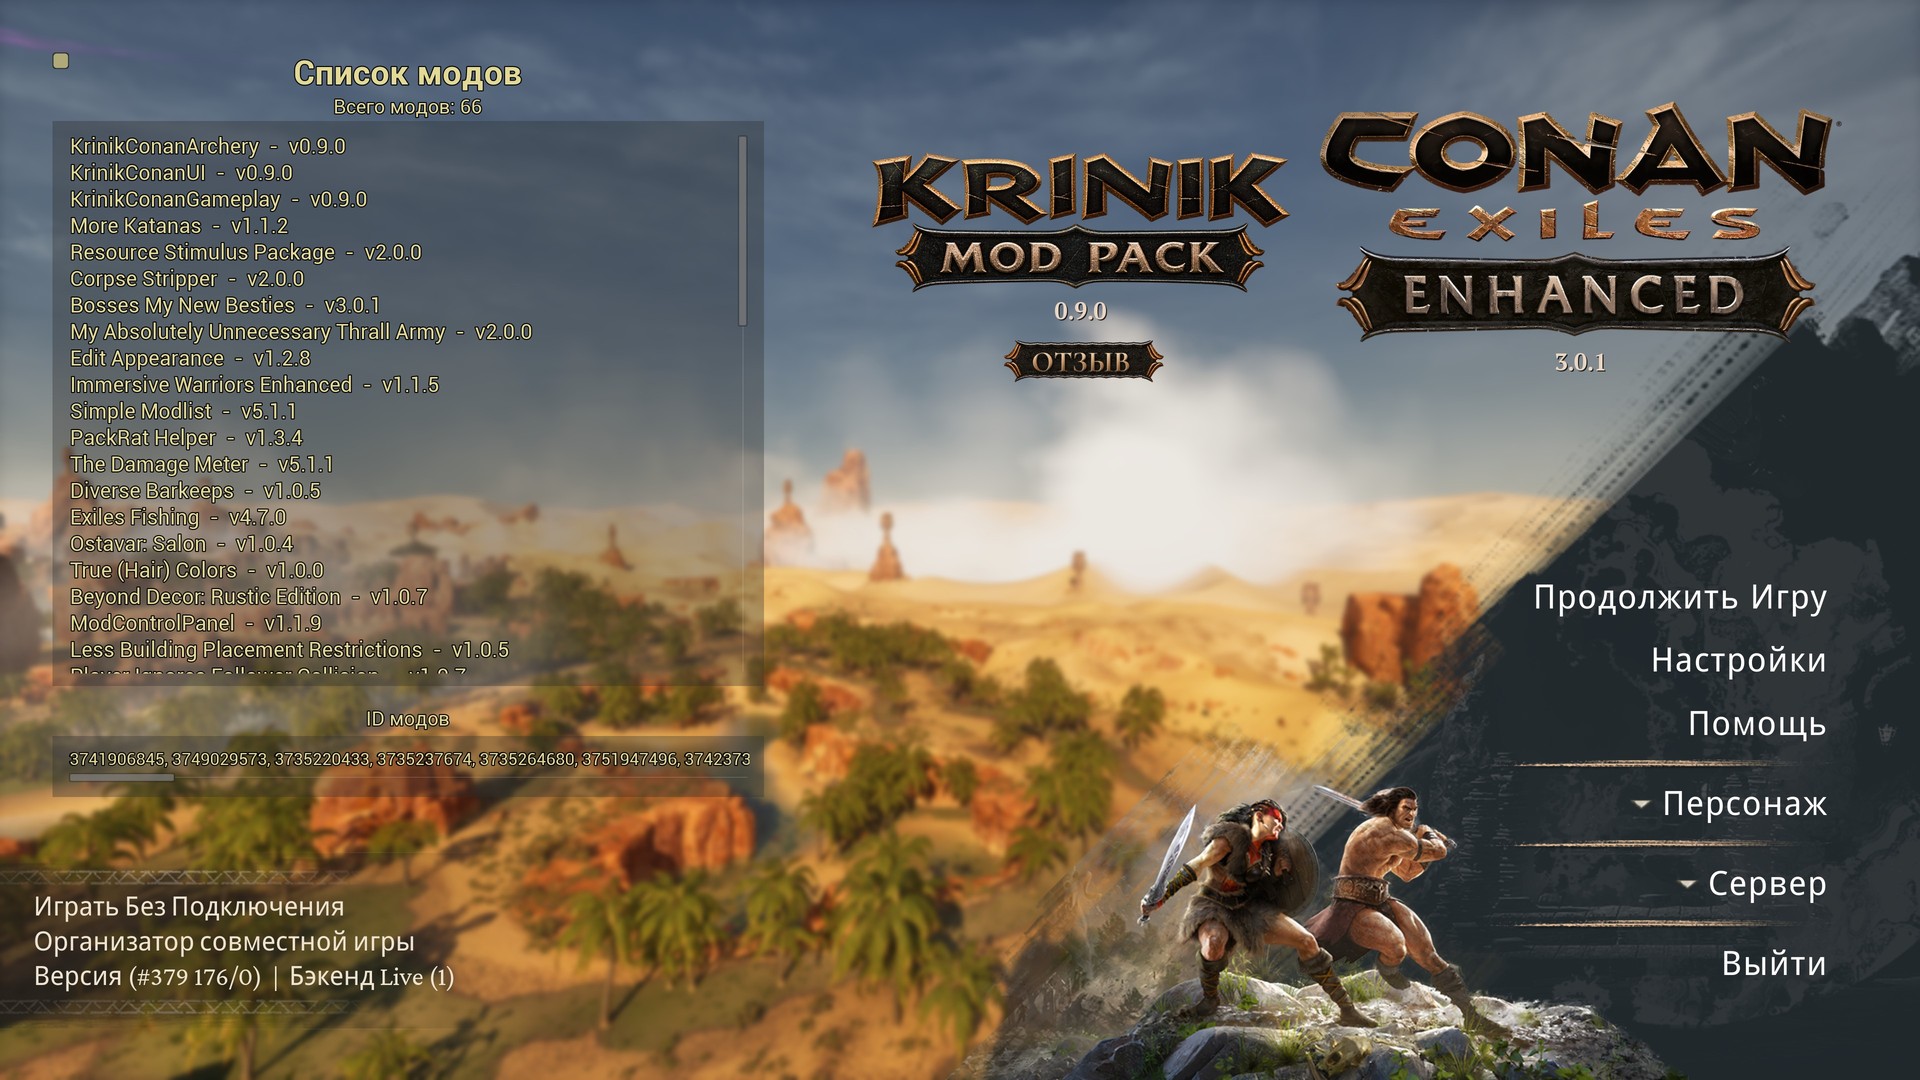 Список модов
Всего модов: 66
KrinikConanArchery - v0.9.0
KrinikConanUI - v0.9.0
KrinikConanGameplay - v0.9.0
More Katanas - v1.1.2
Resource Stimulus Package - v2.0.0
Corpse Stripper - v2.0.0
Bosses My New Besties - v3.0.1
My Absolutely Unnecessary Thrall Army - v2.0.0
Edit Appearance - v1.2.8
Immersive Warriors Enhanced - v1.1.5
Simple Modlist - v5.1.1
PackRat Helper - v1.3.4
The Damage Meter - v5.1.1
Diverse Barkeeps - v1.0.5
Exiles Fishing - v4.7.0
Ostavar: Salon - v1.0.4
True (Hair) Colors - v1.0.0
Beyond Decor: Rustic Edition - v1.0.7
ModControlPanel - v1.1.9
Less Building Placement Restrictions - v1.0.5
Player Ignores Follower Collision - v1.0.7
ID модов
3741906845, 3749029573, 3735220433, 3735237674, 3735264680, 3751947496, 3742373
Играть Без Подключения
Организатор совместной игры
Версия (#379 176/0) | Бэкенд Live (1)
KRINIK
MOD PACK
0.9.0
ОТЗЫВ
CONAN
EXILES
ENHANCED
3.0.1
Продолжить Игру
Настройки
Помощь
Персонаж
Сервер
Выйти